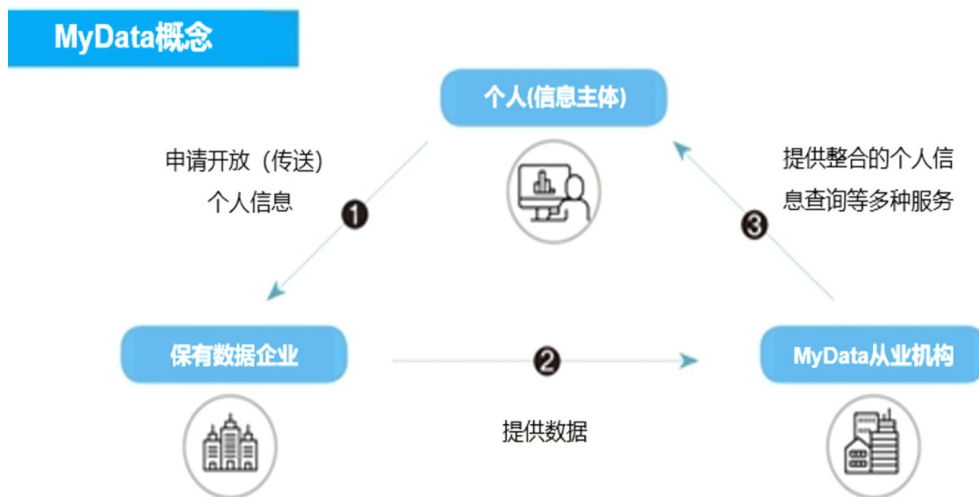 MyData概念
个人(信息主体)
申请开放（传送）
个人信息
❶
提供整合的个人信
息查询等多种服务
❸
保有数据企业
❷
MyData从业机构
提供数据